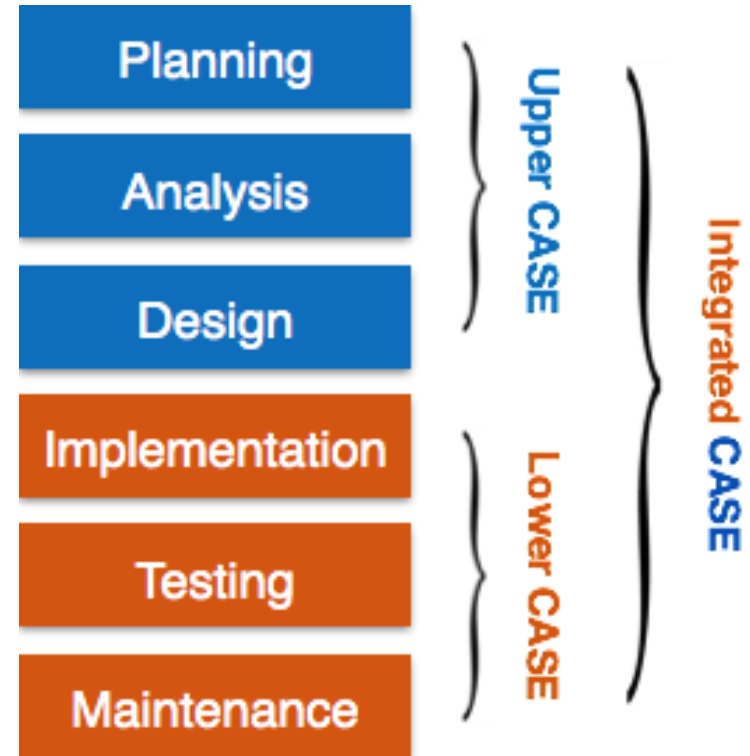 Planning
Analysis
Design
Implementation
Testing
Maintenance
Upper CASE
Lower CASE
Integrated CASE